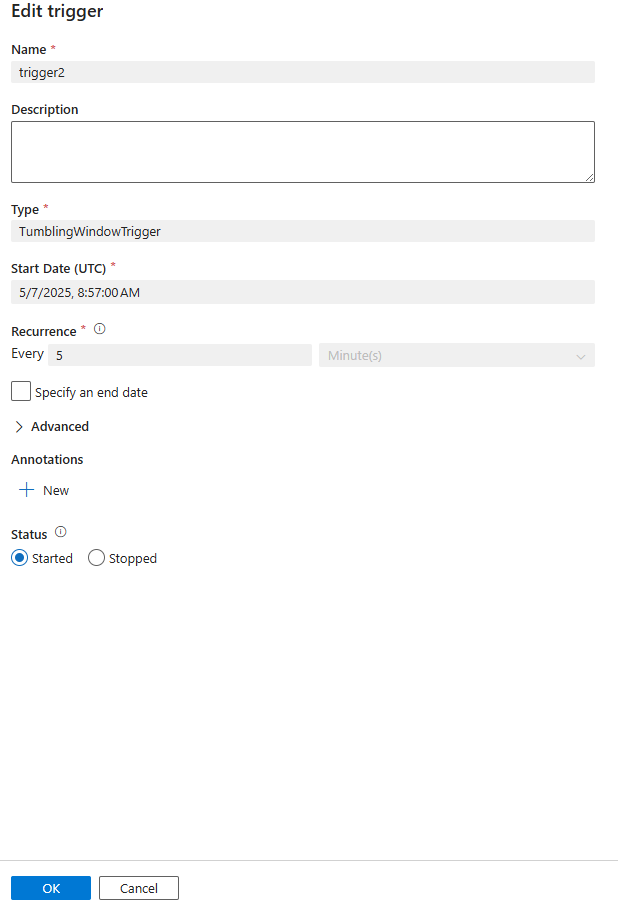 Edit trigger
Name *
trigger2
Description
Type *
TumblingWindowTrigger
Start Date (UTC) *
5/7/2025, 8:57:00 AM
Recurrence *
Every 5 Minute(s)
Specify an end date
Advanced
Annotations
New
Status
Started Stopped
OK Cancel